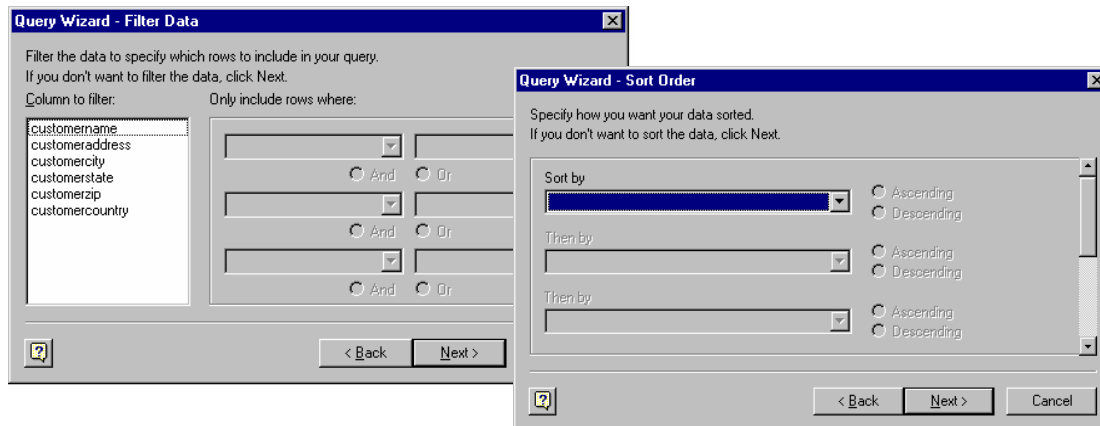 Query Wizard - Filter Data
Filter the data to specify which rows to include in your query.
If you don't want to filter the data, click Next.
Column to filter:
Only include rows where:
customername
customeraddress
customercity
customerstate
customerzip
customercountry
And Or
And Or
And Or
? < Back Next >
Query Wizard - Sort Order
Specify how you want your data sorted.
If you don't want to sort the data, click Next.
Sort by
Ascending
Descending
Then by
Ascending
Descending
Then by
Ascending
Descending
? < Back Next > Cancel